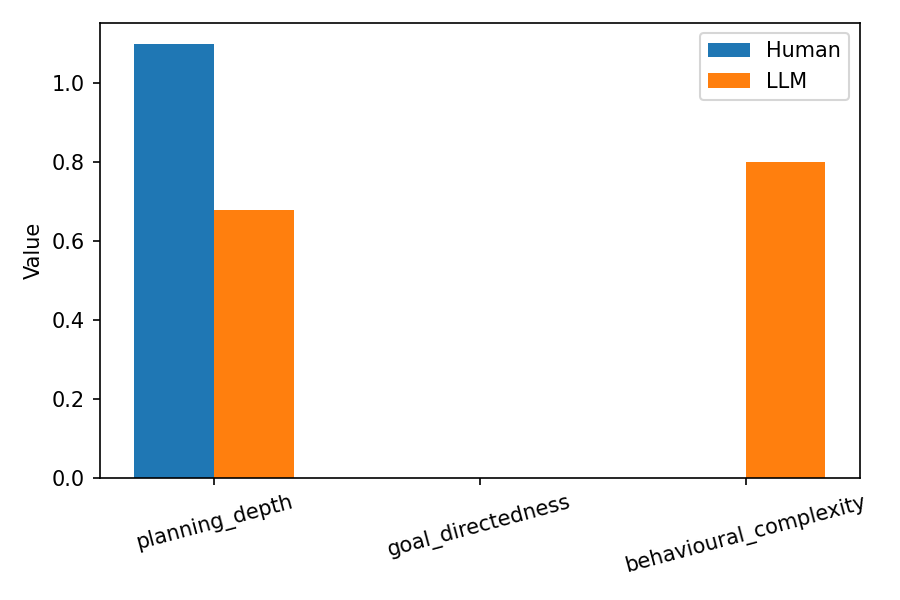 Human
LLM
Value
1.0
0.8
0.6
0.4
0.2
0.0
planning_depth
goal_directedness
behavioural_complexity